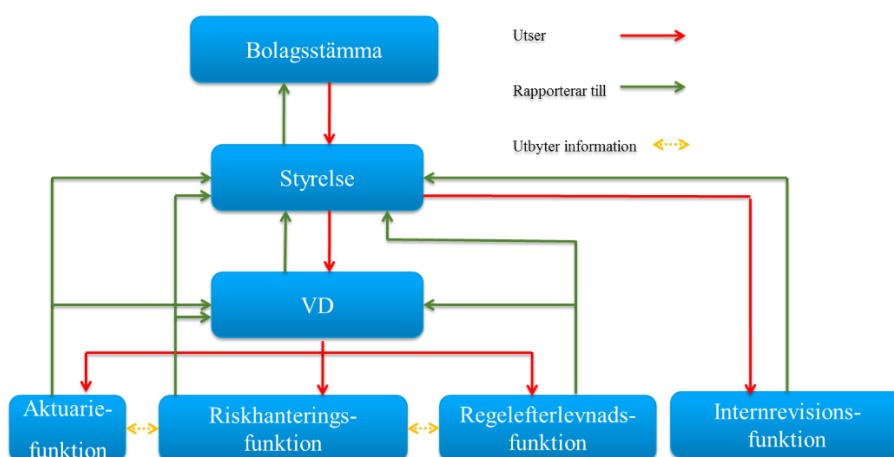 Bolagsstämma
Utser
Rapporterar till
Utbyter information
Styrelse
VD
Aktuarie-
funktion
Riskhanterings-
funktion
Regelefterlevnads-
funktion
Internrevisions-
funktion